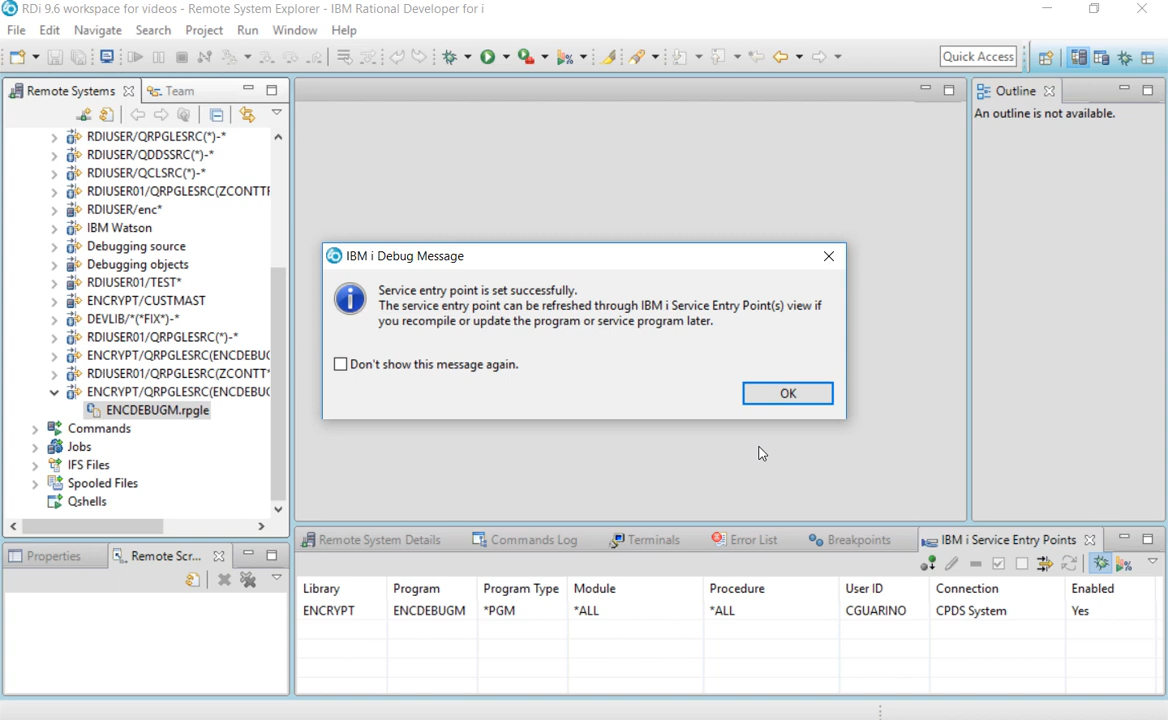 RDi 9.6 workspace for videos - Remote System Explorer - IBM Rational Developer for i
File Edit Navigate Search Project Run Window Help
Quick Access
Remote Systems
Team
RDIUSER/QRPGLESRC(*)-*
RDIUSER/QDDSSRC(*)-*
RDIUSER/QCLSRC(*)-*
RDIUSER01/QRPGLESRC(ZCONTTF
RDIUSER/enc*
IBM Watson
Debugging source
Debugging objects
RDIUSER01/TEST*
ENCRYPT/CUSTMAST
DEVLIB/*(*FIX*)-*
RDIUSER01/QRPGLESRC(*)-*
ENCRYPT/QRPGLESRC(ENCDEBUG
RDIUSER01/QRPGLESRC(ZCONTT*
ENCRYPT/QRPGLESRC(ENCDEBUG
ENCDEBUGM.rpgle
Commands
Jobs
IFS Files
Spooled Files
Qshells
Properties
Remote Scr...
IBM i Debug Message
Service entry point is set successfully.
The service entry point can be refreshed through IBM i Service Entry Point(s) view if
you recompile or update the program or service program later.
Don't show this message again.
OK
Outline
An outline is not available.
Remote System Details Commands Log Terminals Error List Breakpoints IBM i Service Entry Points
Library Program Program Type Module Procedure User ID Connection Enabled
ENCRYPT ENCDEBUGM *PGM *ALL *ALL CGUARINO CPDS System Yes